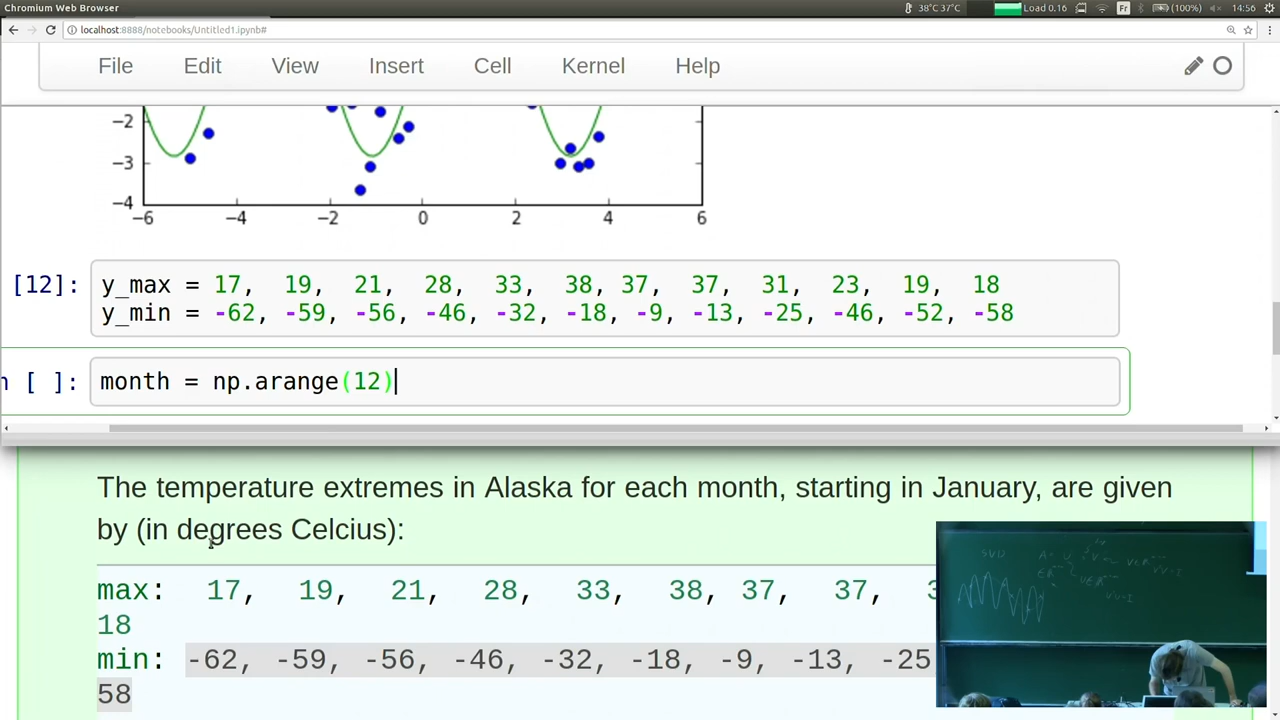 Chromium Web Browser 38°C 37°C Load 0.16 Fr (100%) 14:56
localhost:8888/notebooks/Untitled1.ipynb#
File Edit View Insert Cell Kernel Help
−2
−3
−4
−6 −4 −2 0 2 4 6
[12]: y_max = 17, 19, 21, 28, 33, 38, 37, 37, 31, 23, 19, 18
y_min = -62, -59, -56, -46, -32, -18, -9, -13, -25, -46, -52, -58
n [ ]: month = np.arange(12)
The temperature extremes in Alaska for each month, starting in January, are given
by (in degrees Celcius):
max: 17, 19, 21, 28, 33, 38, 37, 37,
18
min: -62, -59, -56, -46, -32, -18, -9, -13, -25
58
SVD